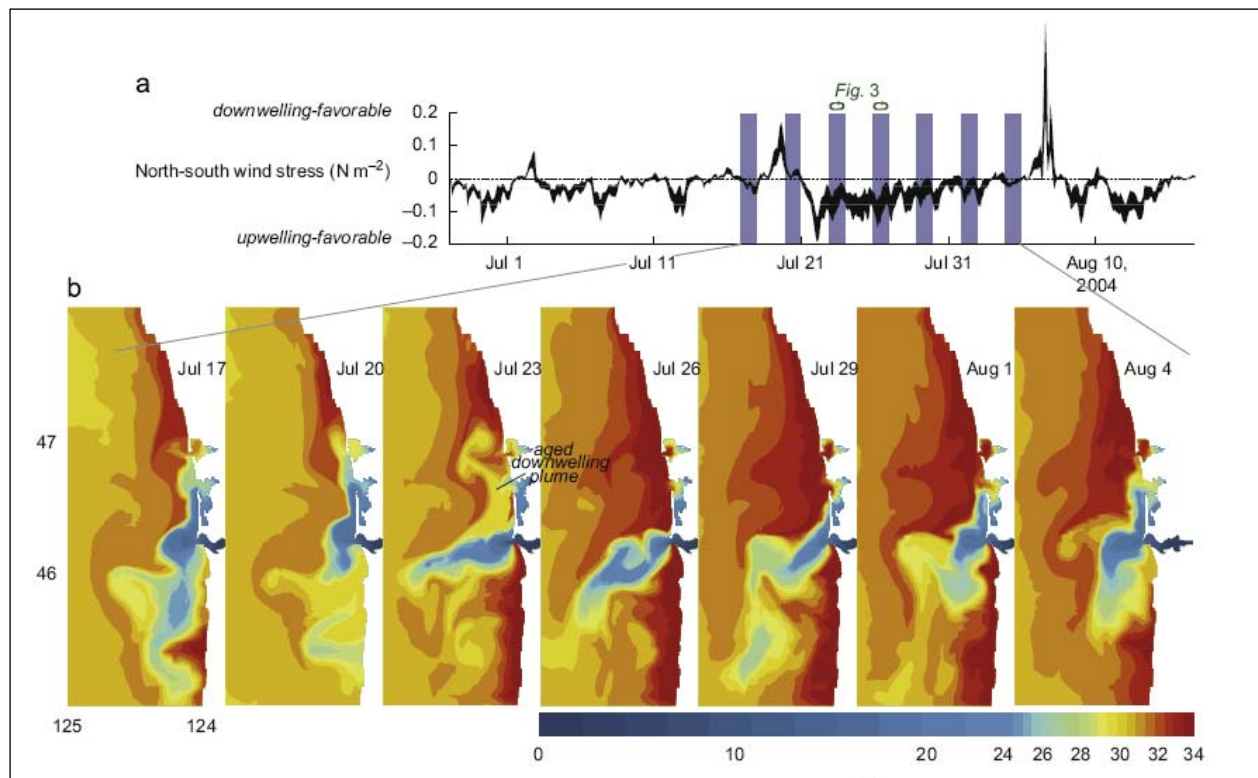 a
Fig. 3
downwelling-favorable
0.2
0.1
North-south wind stress (N m⁻²)
0
−0.1
upwelling-favorable
−0.2
Jul 1
Jul 11
Jul 21
Jul 31
Aug 10,
2004
b
Jul 17
Jul 20
Jul 23
Jul 26
Jul 29
Aug 1
Aug 4
47
aged
downwelling
plume
46
125
124
0
10
20
24
26
28
30
32
34